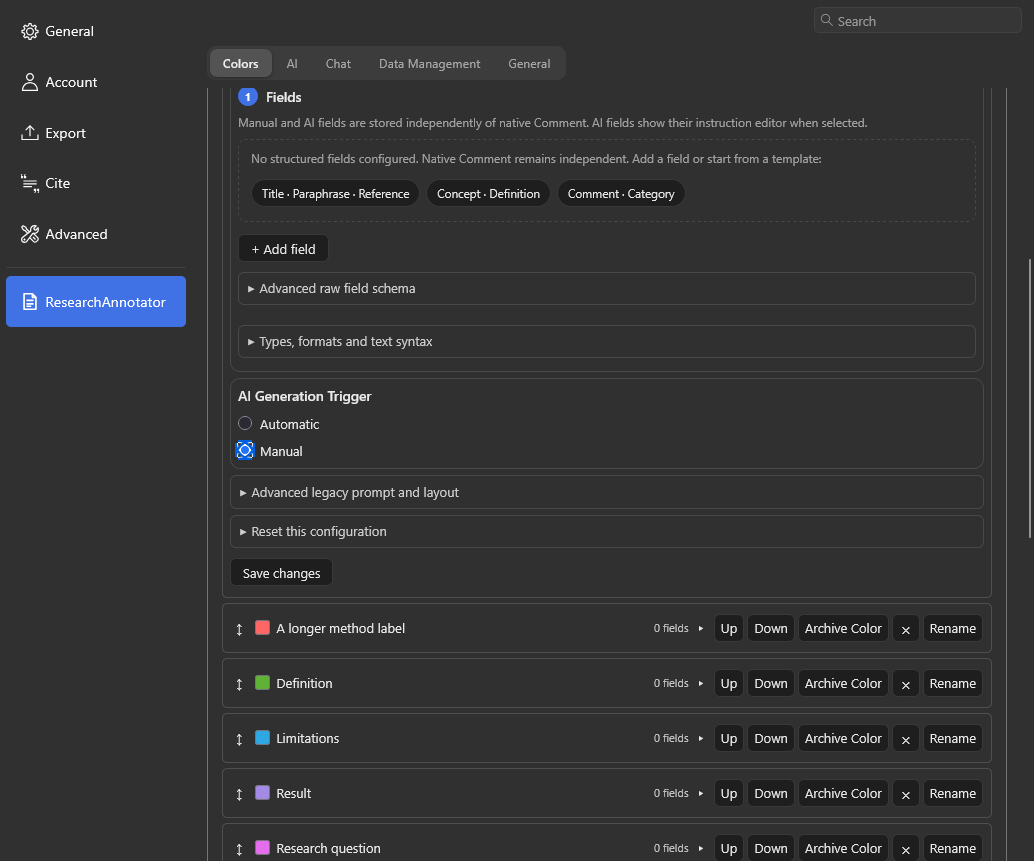 Search
General
Account
Export
Cite
Advanced
ResearchAnnotator
Colors AI Chat Data Management General
1 Fields
Manual and AI fields are stored independently of native Comment. AI fields show their instruction editor when selected.
No structured fields configured. Native Comment remains independent. Add a field or start from a template:
Title · Paraphrase · Reference Concept · Definition Comment · Category
+ Add field
▸ Advanced raw field schema
▸ Types, formats and text syntax
AI Generation Trigger
Automatic
Manual
▸ Advanced legacy prompt and layout
▸ Reset this configuration
Save changes
↕ A longer method label 0 fields ▸ Up Down Archive Color × Rename
↕ Definition 0 fields ▸ Up Down Archive Color × Rename
↕ Limitations 0 fields ▸ Up Down Archive Color × Rename
↕ Result 0 fields ▸ Up Down Archive Color × Rename
↕ Research question 0 fields ▸ Up Down Archive Color × Rename